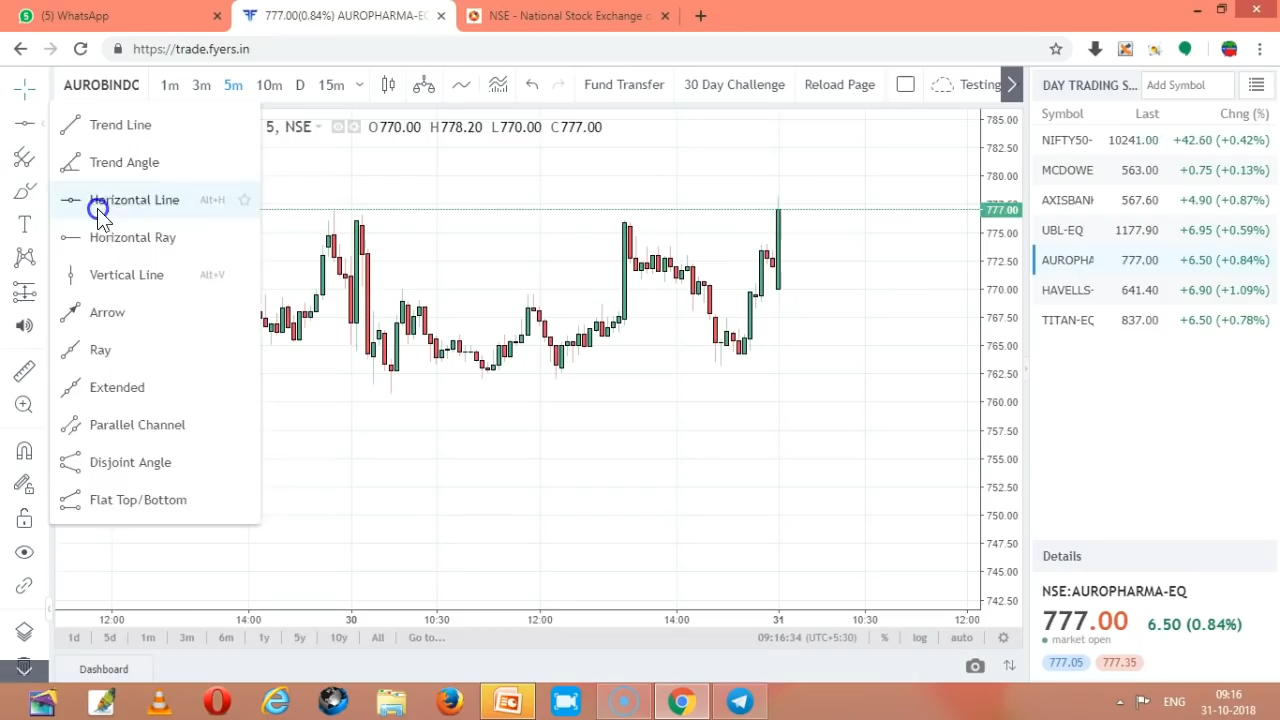 (5) WhatsApp
777.00(0.84%) AUROPHARMA-EQ
NSE - National Stock Exchange o
https://trade.fyers.in
AUROBINDO
1m 3m 5m 10m D 15m
Fund Transfer
30 Day Challenge
Reload Page
Testing
DAY TRADING S...
Add Symbol
Symbol Last Chng (%)
NIFTY50- 10241.00 +42.60 (+0.42%)
MCDOWE 563.00 +0.75 (+0.13%)
AXISBANK 567.60 +4.90 (+0.87%)
UBL-EQ 1177.90 +6.95 (+0.59%)
AUROPHA 777.00 +6.50 (+0.84%)
HAVELLS- 641.40 +6.90 (+1.09%)
TITAN-EQ 837.00 +6.50 (+0.78%)
Trend Line
Trend Angle
Horizontal Line Alt+H
Horizontal Ray
Vertical Line Alt+V
Arrow
Ray
Extended
Parallel Channel
Disjoint Angle
Flat Top/Bottom
5, NSE O770.00 H778.20 L770.00 C777.00
785.00
782.50
780.00
777.00
775.00
772.50
770.00
767.50
765.00
762.50
760.00
757.50
755.00
752.50
750.00
747.50
745.00
742.50
12:00 14:00 30 10:30 12:00 14:00 31 10:30 12:00
1d 5d 1m 3m 6m 1y 5y 10y All Go to...
09:16:34 (UTC+5:30) % log auto
Dashboard
Details
NSE:AUROPHARMA-EQ
777.00 6.50 (0.84%)
market open
777.05 777.35
ENG
09:16
31-10-2018